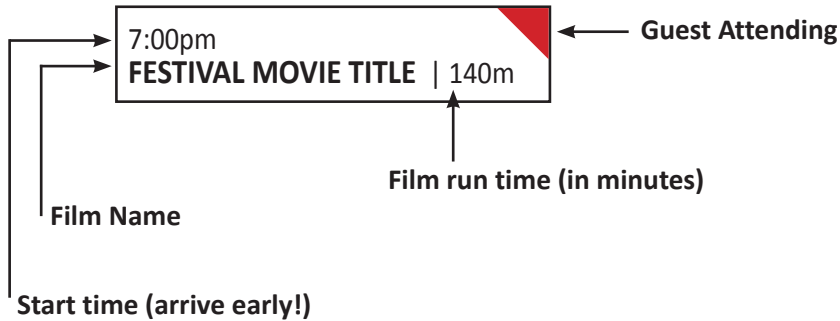 7:00pm
FESTIVAL MOVIE TITLE | 140m
Guest Attending
Film run time (in minutes)
Film Name
Start time (arrive early!)